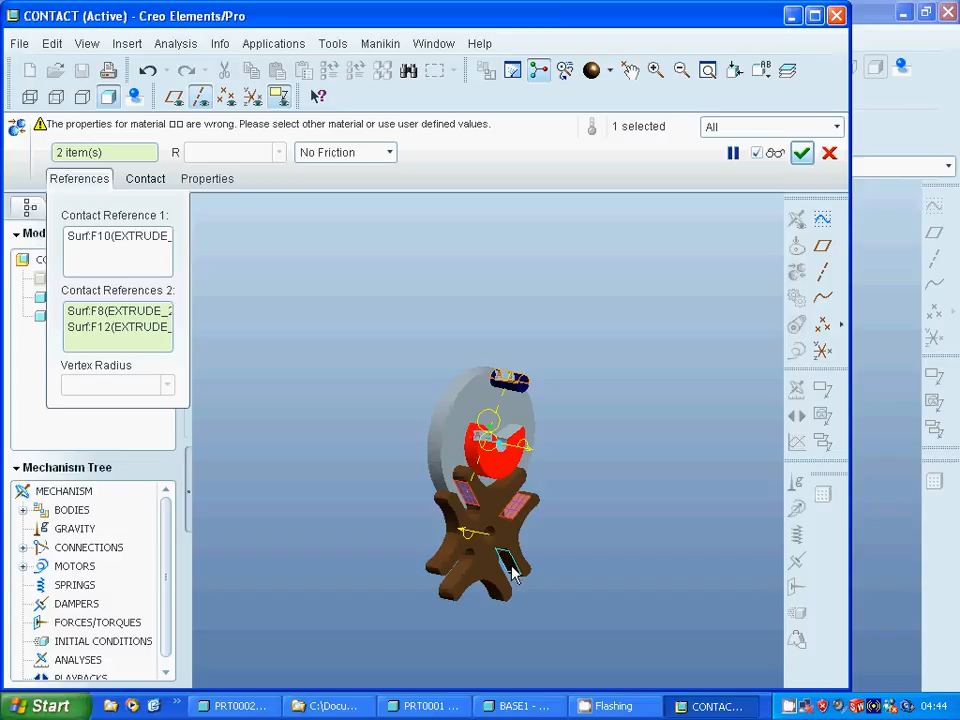 CONTACT (Active) - Creo Elements/Pro
File Edit View Insert Analysis Info Applications Tools Manikin Window Help
The properties for material □□ are wrong. Please select other material or use user defined values.
1 selected
All
2 item(s)
R
No Friction
References Contact Properties
Contact Reference 1:
Surf:F10(EXTRUDE_
Contact References 2:
Surf:F8(EXTRUDE_2
Surf:F12(EXTRUDE_
Vertex Radius
Mod
CO
Mechanism Tree
MECHANISM
BODIES
GRAVITY
CONNECTIONS
MOTORS
SPRINGS
DAMPERS
FORCES/TORQUES
INITIAL CONDITIONS
ANALYSES
PLAYBACKS
Start
PRT0002...
C:\Docu...
PRT0001 ...
BASE1 - ...
Flashing
CONTAC...
04:44